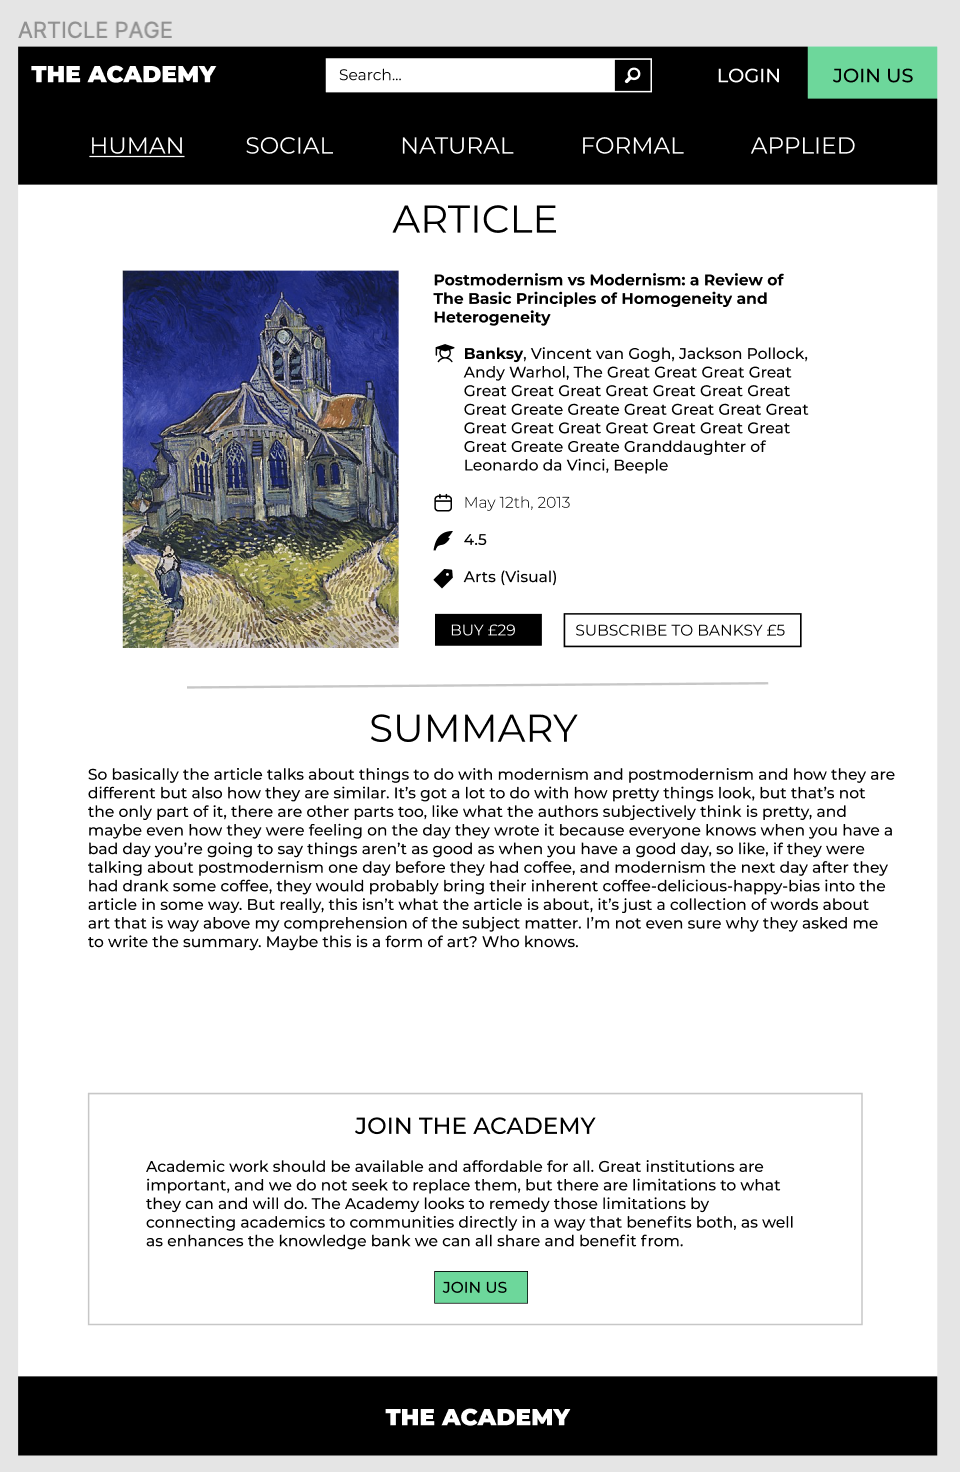 ARTICLE PAGE
THE ACADEMY
Search...
LOGIN
JOIN US
HUMAN
SOCIAL
NATURAL
FORMAL
APPLIED
ARTICLE
Postmodernism vs Modernism: a Review of
The Basic Principles of Homogeneity and
Heterogeneity
Banksy, Vincent van Gogh, Jackson Pollock,
Andy Warhol, The Great Great Great Great
Great Great Great Great Great Great Great
Great Greate Greate Great Great Great Great
Great Great Great Great Great Great Great
Great Greate Greate Granddaughter of
Leonardo da Vinci, Beeple
May 12th, 2013
4.5
Arts (Visual)
BUY £29
SUBSCRIBE TO BANKSY £5
SUMMARY
So basically the article talks about things to do with modernism and postmodernism and how they are
different but also how they are similar. It’s got a lot to do with how pretty things look, but that’s not
the only part of it, there are other parts too, like what the authors subjectively think is pretty, and
maybe even how they were feeling on the day they wrote it because everyone knows when you have a
bad day you’re going to say things aren’t as good as when you have a good day, so like, if they were
talking about postmodernism one day before they had coffee, and modernism the next day after they
had drank some coffee, they would probably bring their inherent coffee-delicious-happy-bias into the
article in some way. But really, this isn’t what the article is about, it’s just a collection of words about
art that is way above my comprehension of the subject matter. I’m not even sure why they asked me
to write the summary. Maybe this is a form of art? Who knows.
JOIN THE ACADEMY
Academic work should be available and affordable for all. Great institutions are
important, and we do not seek to replace them, but there are limitations to what
they can and will do. The Academy looks to remedy those limitations by
connecting academics to communities directly in a way that benefits both, as well
as enhances the knowledge bank we can all share and benefit from.
JOIN US
THE ACADEMY